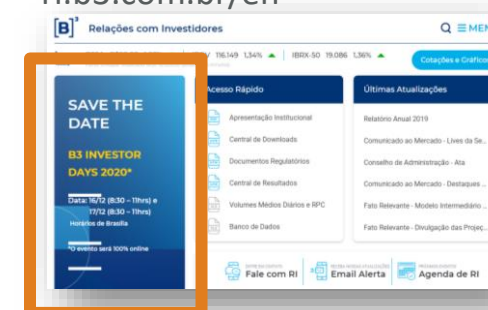 ri.b3.com.br/en
[B]³ Relações com Investidores
MEN
116.149 1,34% ▲ | IBRX-50 19.086 1,36% ▲
Cotações e Gráfico
SAVE THE
DATE
B3 INVESTOR
DAYS 2020*
Data: 16/12 (8:30 – 11hrs) e
17/12 (8:30 – 11hrs)
Horários de Brasília
*O evento será 100% online
Acesso Rápido
Apresentação Institucional
Central de Downloads
Documentos Regulatórios
Central de Resultados
Volumes Médios Diários e RPC
Banco de Dados
Últimas Atualizações
Relatório Anual 2019
Comunicado ao Mercado - Lives da Se...
Conselho de Administração - Ata
Comunicado ao Mercado - Destaques ...
Fato Relevante - Modelo Intermediário ...
Fato Relevante - Divulgação das Projeç...
Fale com RI
Email Alerta
Agenda de RI